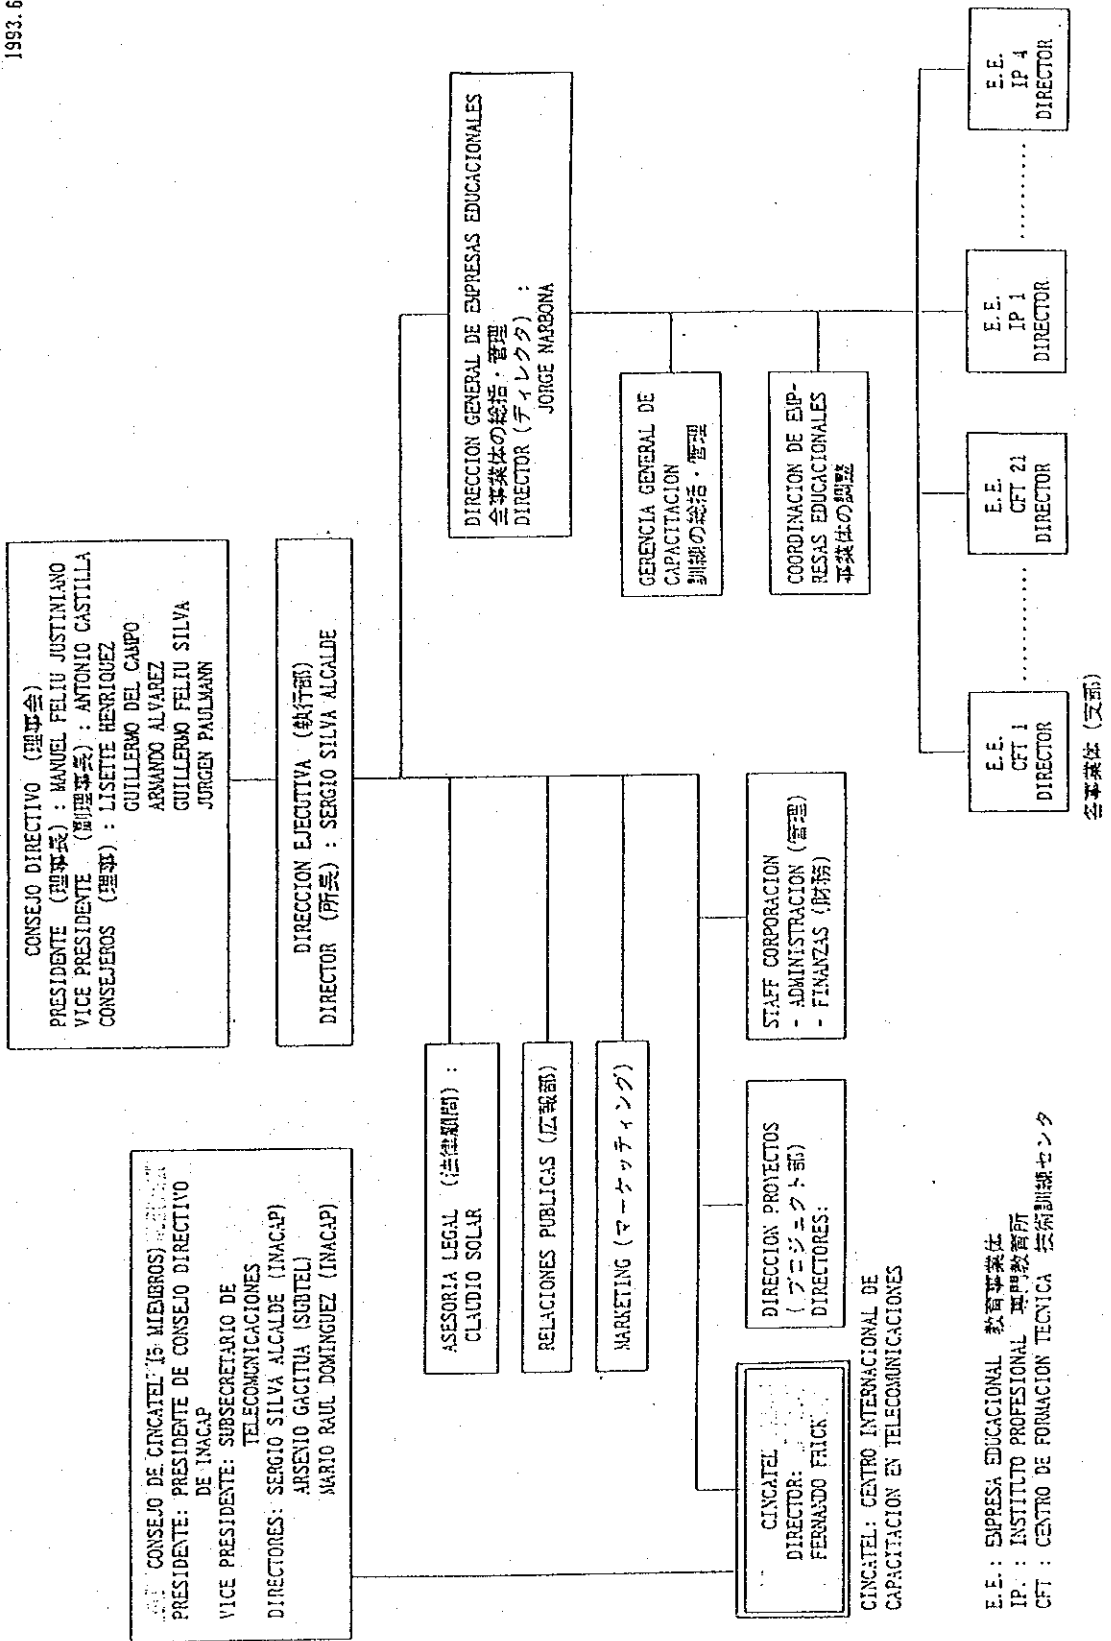 1993.6
CONSEJO DIRECTIVO (理事会)
PRESIDENTE (理事長) : MANUEL FELIU JUSTINIANO
VICE PRESIDENTE (副理事長) : ANTONIO CASTILLA
CONSEJEROS (理事) : LISETTE HENRIQUEZ
GUILLERMO DEL CAMPO
ARMANDO ALVAREZ
GUILLERMO FELIU SILVA
JURGEN PAULMANN
CONSEJO DE CINCATEL (5 MIEMBROS)
PRESIDENTE: PRESIDENTE DE CONSEJO DIRECTIVO
DE INACAP
VICE PRESIDENTE: SUBSECRETARIO DE
TELECOMUNICACIONES
DIRECTORES: SERGIO SILVA ALCALDE (INACAP)
ARSENIO GACITUA (SUBTEL)
MARIO RAUL DOMINGUEZ (INACAP)
DIRECCION EJECUTIVA (執行部)
DIRECTOR (所長) : SERGIO SILVA ALCALDE
ASESORIA LEGAL (法律顧問) :
CLAUDIO SOLAR
RELACIONES PUBLICAS (広報部)
MARKETING (マーケッティング)
DIRECCION GENERAL DE EMPRESAS EDUCACIONALES
全事業体の総括・管理
DIRECTOR (ディレクタ) :
JORGE NARBONA
GERENCIA GENERAL DE
CAPACITACION
訓練の総括・管理
COORDINACION DE EMP-
RESAS EDUCACIONALES
事業体の調整
CINCATEL
DIRECTOR:
FERNANDO FRICK
CINCATEL: CENTRO INTERNACIONAL DE
CAPACITACION EN TELECOMUNICACIONES
DIRECCION PROYECTOS
(プロジェクト部)
DIRECTORES:
STAFF CORPORACION
- ADMINISTRACION (管理)
- FINANZAS (財務)
E.E.
CFT 1
DIRECTOR
..........
E.E.
CFT 21
DIRECTOR
E.E.
IP 1
DIRECTOR
.........
E.E.
IP 4
DIRECTOR
各事業体 (支部)
E.E.: EMPRESA EDUCACIONAL 教育事業体
IP. : INSTITUTO PROFESIONAL 専門教育所
CFT : CENTRO DE FORMACION TECNICA 技術訓練センタ